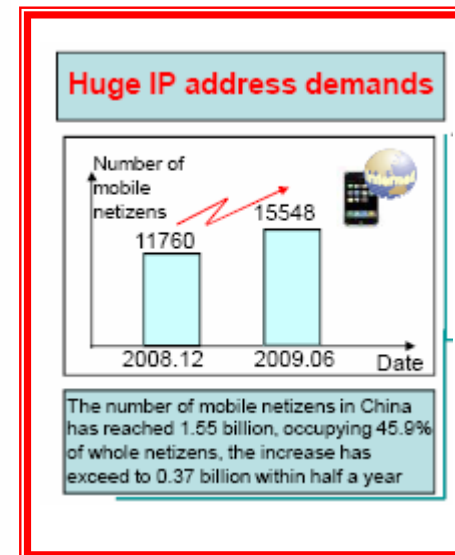 Huge IP address demands
Number of
mobile
netizens
Internet
11760
15548
2008.12
2009.06
Date
The number of mobile netizens in China
has reached 1.55 billion, occupying 45.9%
of whole netizens, the increase has
exceed to 0.37 billion within half a year